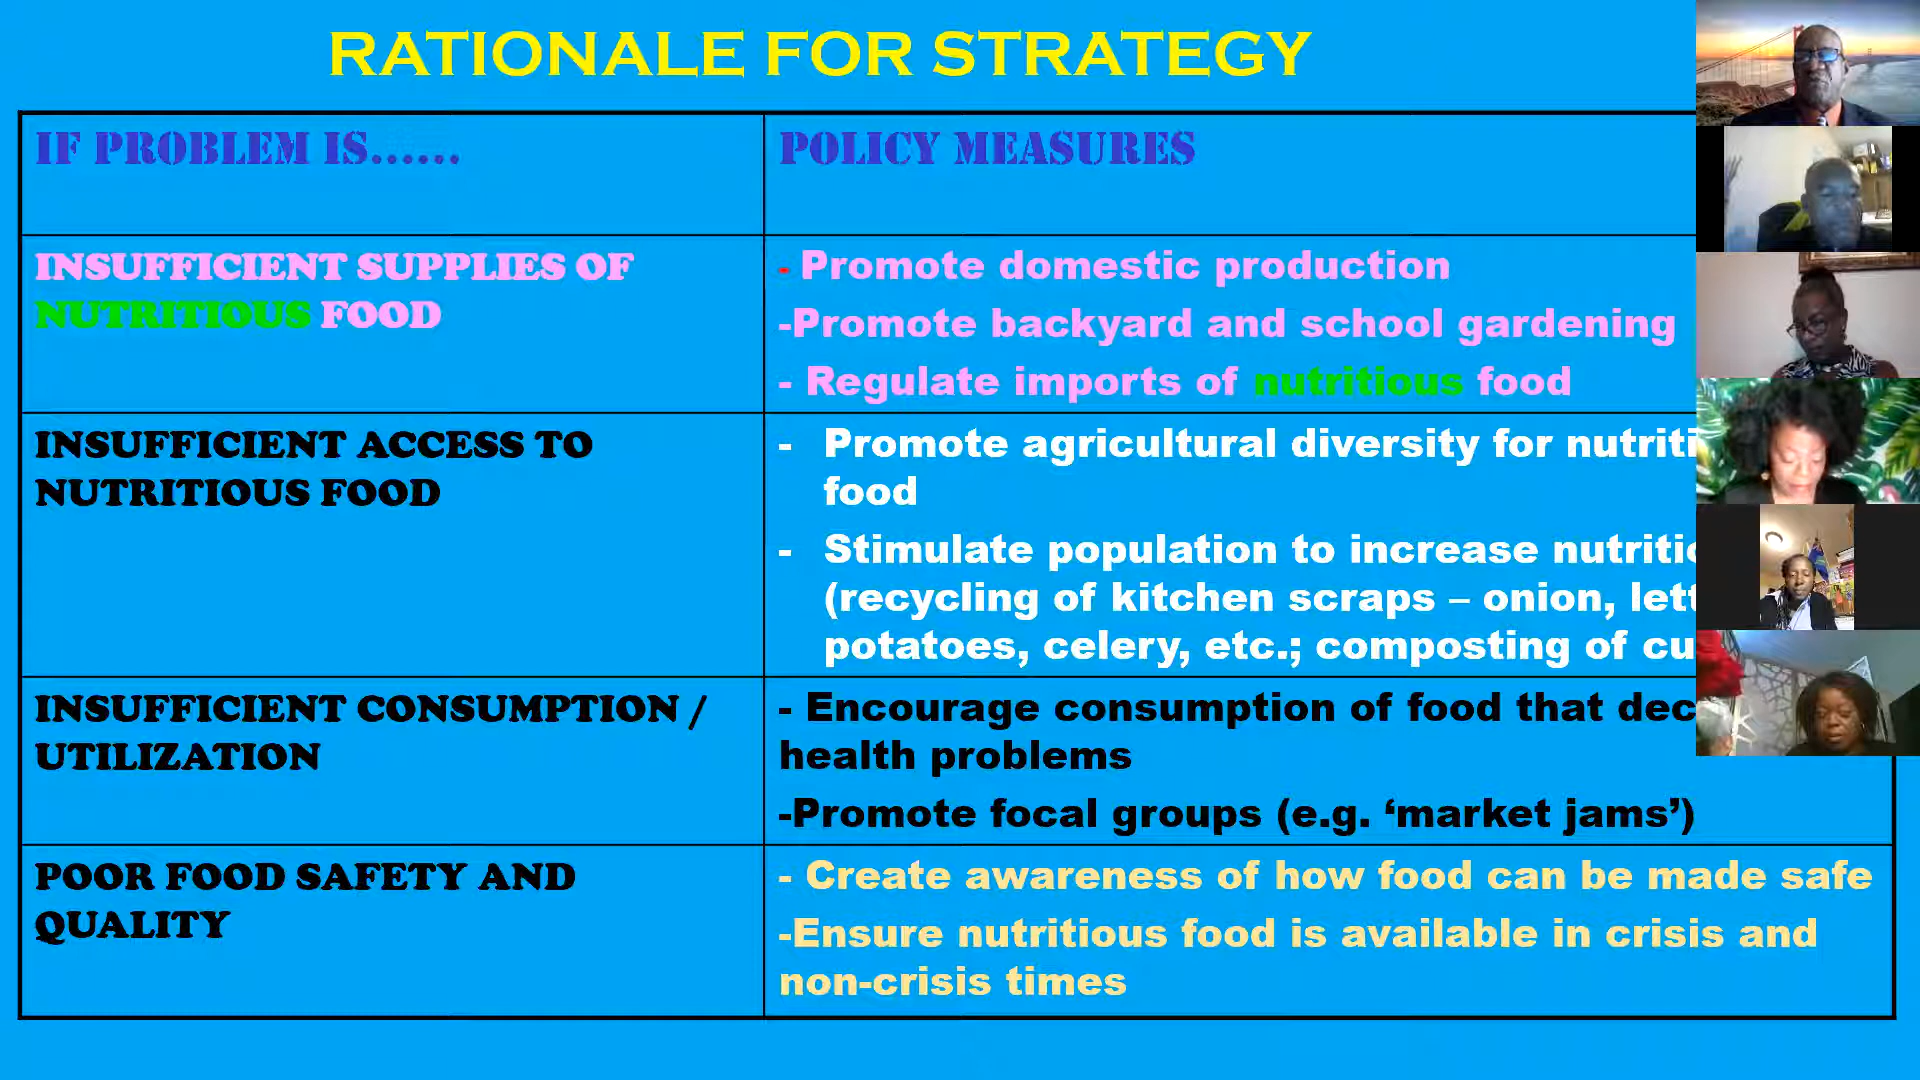 RATIONALE FOR STRATEGY
IF PROBLEM IS......
POLICY MEASURES
INSUFFICIENT SUPPLIES OF
NUTRITIOUS FOOD
- Promote domestic production
-Promote backyard and school gardening
- Regulate imports of nutritious food
INSUFFICIENT ACCESS TO
NUTRITIOUS FOOD
- Promote agricultural diversity for
food
- Stimulate population to increase
(recycling of kitchen scraps – onion,
potatoes, celery, etc.; composting of
INSUFFICIENT CONSUMPTION /
UTILIZATION
- Encourage consumption of food that
health problems
-Promote focal groups (e.g. ‘market jams’)
POOR FOOD SAFETY AND
QUALITY
- Create awareness of how food can be made safe
-Ensure nutritious food is available in crisis and
non-crisis times